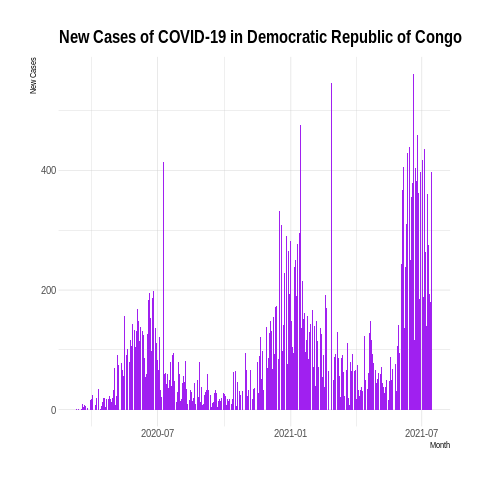 New Cases of COVID-19 in Democratic Republic of Congo
New Cases
400
200
0
2020-07
2021-01
2021-07
Month